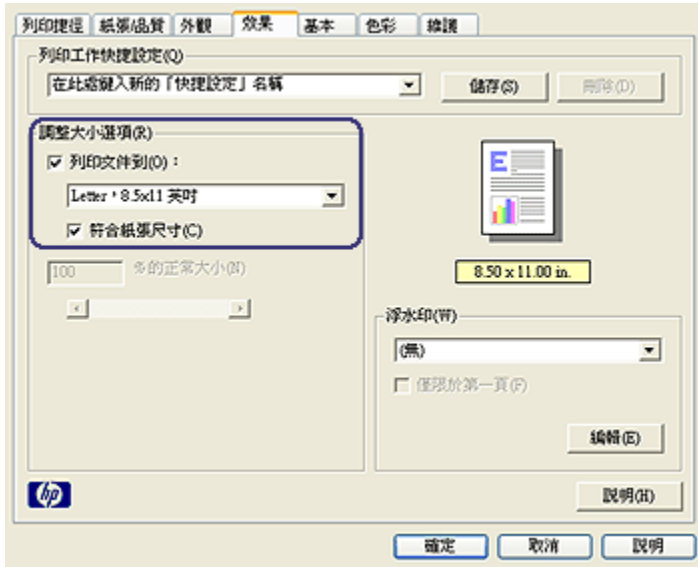 列印捷徑 紙張/品質 外觀 效果 基本 色彩 維護
列印工作快捷設定(Q)
在此處鍵入新的「快捷設定」名稱 儲存(S) 刪除(D)
調整大小選項(R)
列印文件到(O)：
Letter，8.5x11 英吋
符合紙張尺寸(C)
100 %的正常大小(N)
E
8.50 x 11.00 in.
浮水印(W)
(無)
僅限於第一頁(F)
編輯(E)
hp
說明(H)
確定 取消 說明